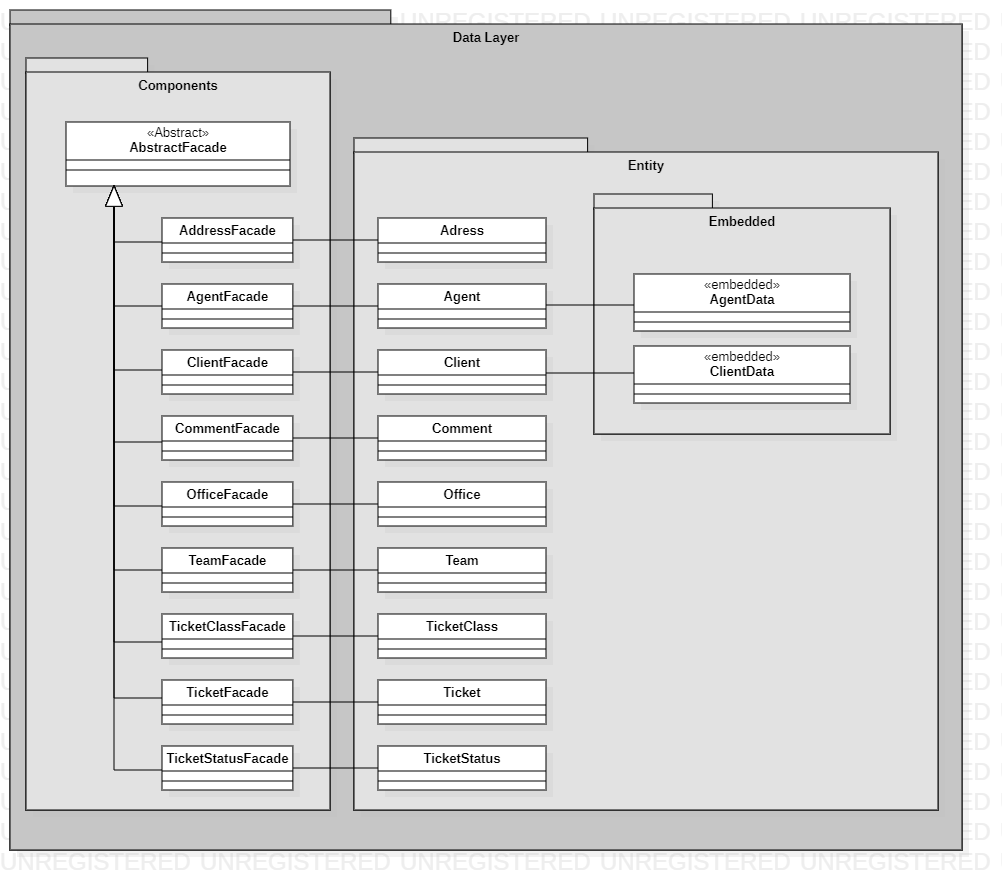 UNREGISTERED UNREGISTERED UNREGISTERED
Data Layer
Components
«Abstract»
AbstractFacade
Entity
Embedded
AddressFacade
Adress
«embedded»
AgentData
AgentFacade
Agent
«embedded»
ClientData
ClientFacade
Client
CommentFacade
Comment
OfficeFacade
Office
TeamFacade
Team
TicketClassFacade
TicketClass
TicketFacade
Ticket
TicketStatusFacade
TicketStatus
UNREGISTERED UNREGISTERED UNREGISTERED UNREGISTERED UNREGISTERED